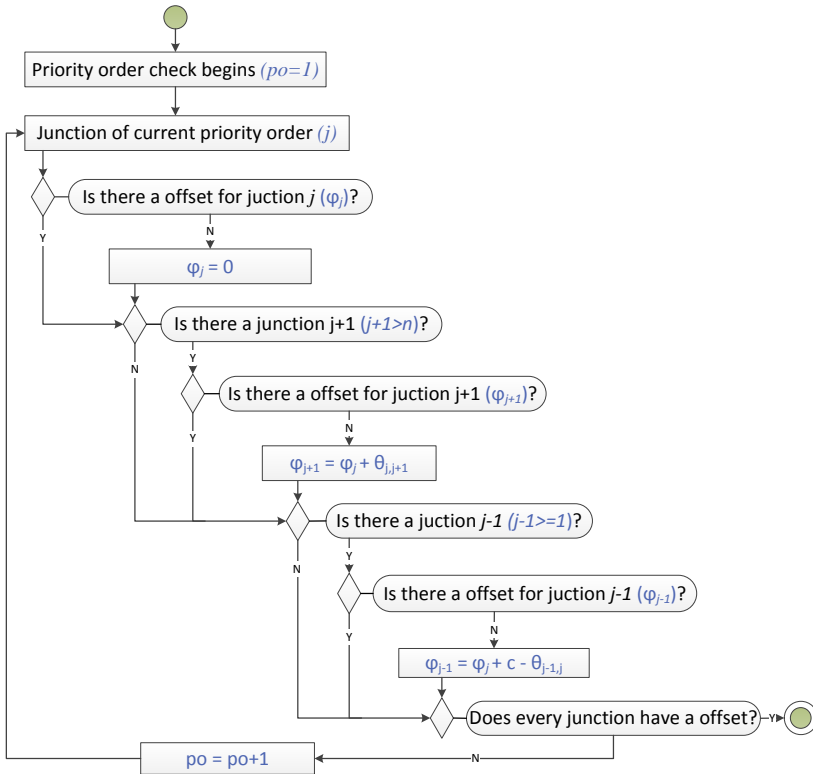 Priority order check begins (po=1)
Junction of current priority order (j)
Is there a offset for juction j (φj)?
N
Y
φj = 0
Is there a junction j+1 (j+1>n)?
Y
N
Is there a offset for juction j+1 (φj+1)?
N
Y
φj+1 = φj + θj,j+1
Is there a juction j-1 (j-1>=1)?
Y
N
Is there a offset for juction j-1 (φj-1)?
N
Y
φj-1 = φj + c - θj-1,j
Does every junction have a offset?
Y
N
po = po+1